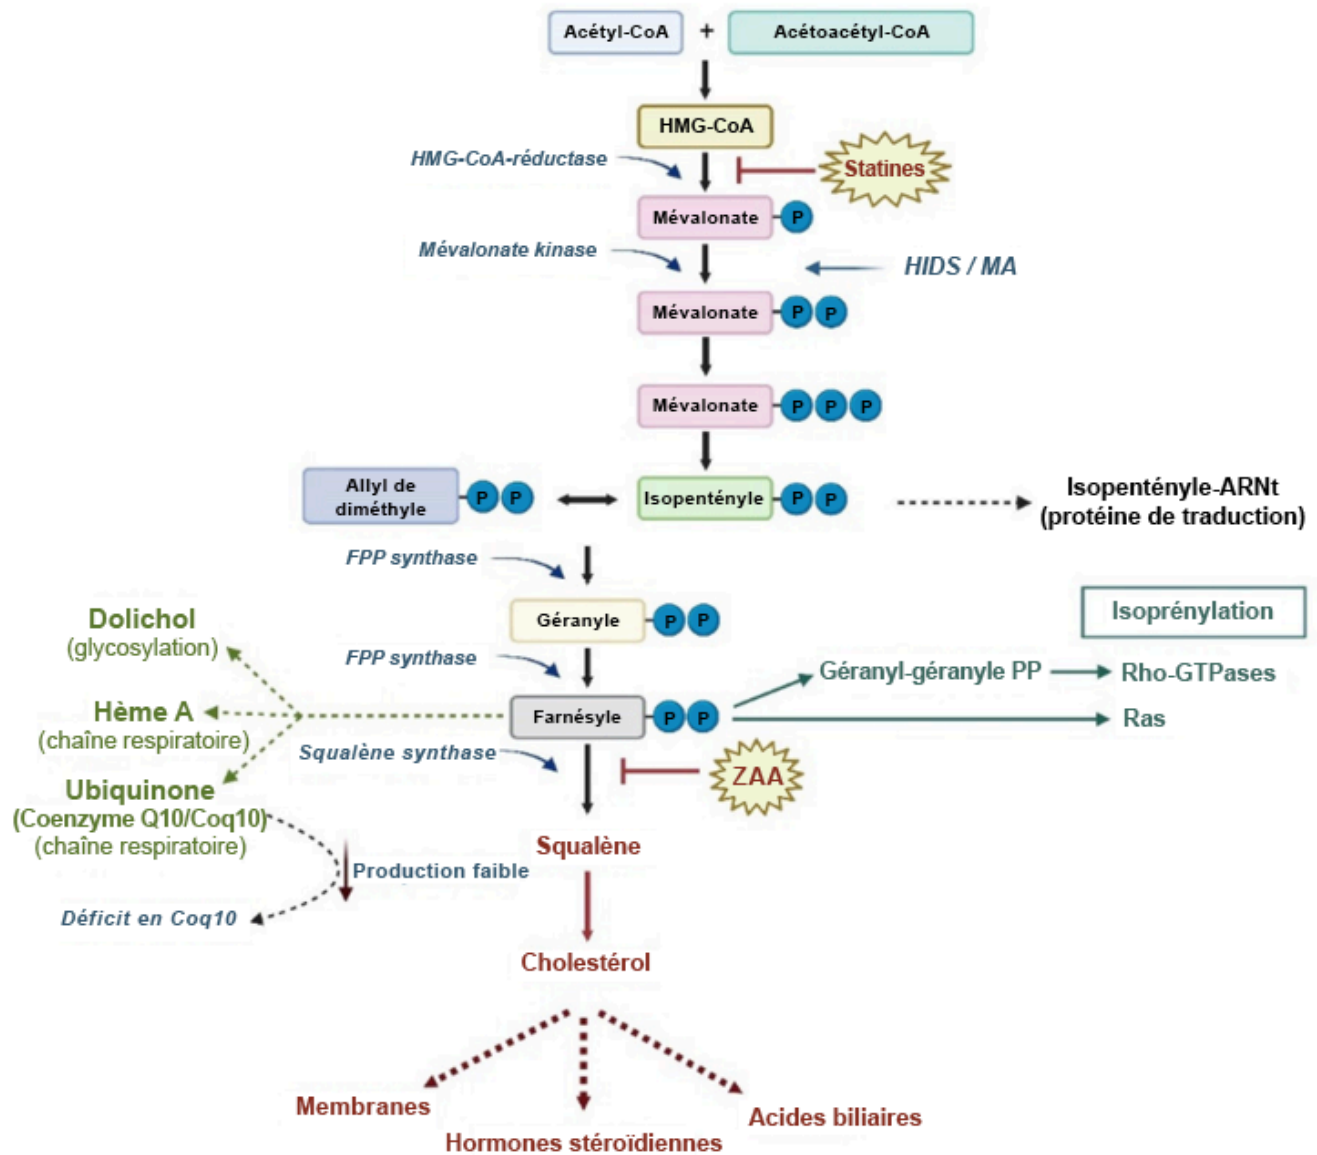 Acétyl-CoA + Acétoacétyl-CoA
HMG-CoA
HMG-CoA-réductase
Statines
Mévalonate P
Mévalonate kinase
HIDS / MA
Mévalonate P P
Mévalonate P P P
Allyl de
diméthyle P P
Isopentényle P P
Isopentényle-ARNt
(protéine de traduction)
FPP synthase
Géranyle P P
Isoprénylation
Dolichol
(glycosylation)
FPP synthase
Géranyl-géranyle PP
Rho-GTPases
Hème A
(chaîne respiratoire)
Farnésyle P P
Ras
Squalène synthase
ZAA
Ubiquinone
(Coenzyme Q10/Coq10)
(chaîne respiratoire)
Squalène
Production faible
Déficit en Coq10
Cholestérol
Membranes
Hormones stéroïdiennes
Acides biliaires